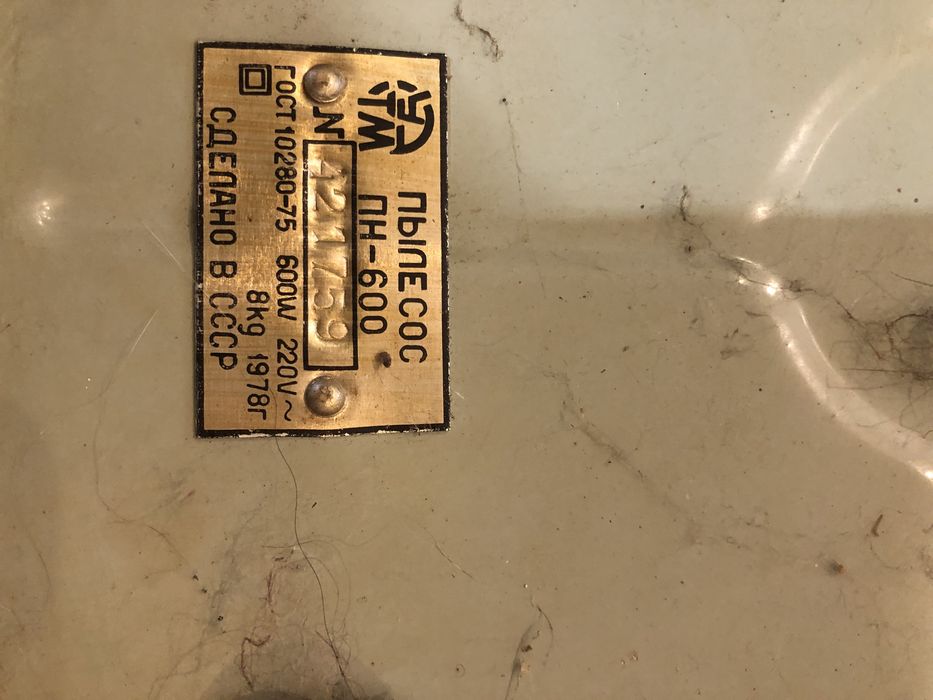 ПЫЛЕСОС
ПН-600
№ 421759
ГОСТ 10280-75 600W 220V~
8kg 1978г
СДЕЛАНО В СССР